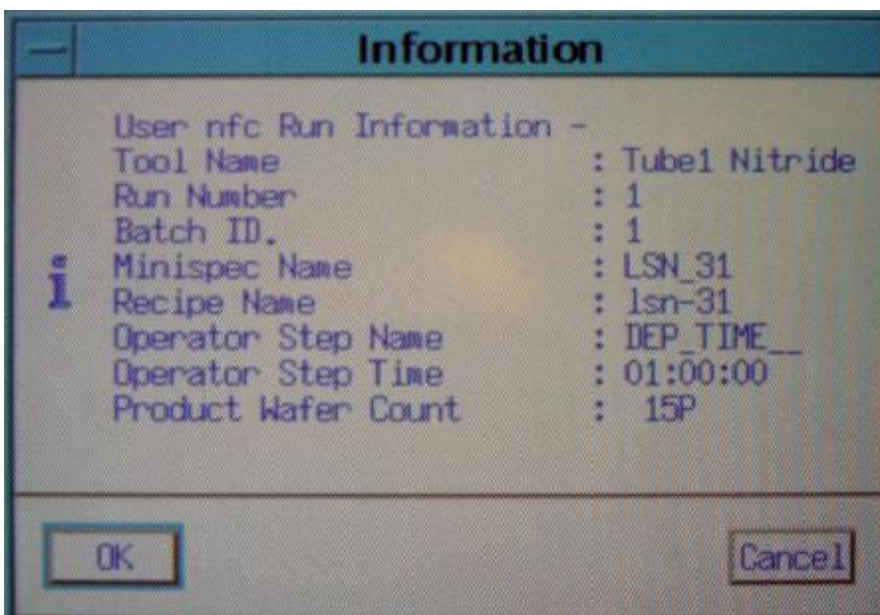 Information
User nfc Run Information -
Tool Name : Tube1 Nitride
Run Number : 1
Batch ID. : 1
Minispec Name : LSN_31
Recipe Name : lsn-31
Operator Step Name : DEP_TIME__
Operator Step Time : 01:00:00
Product Wafer Count : 15P
OK Cancel